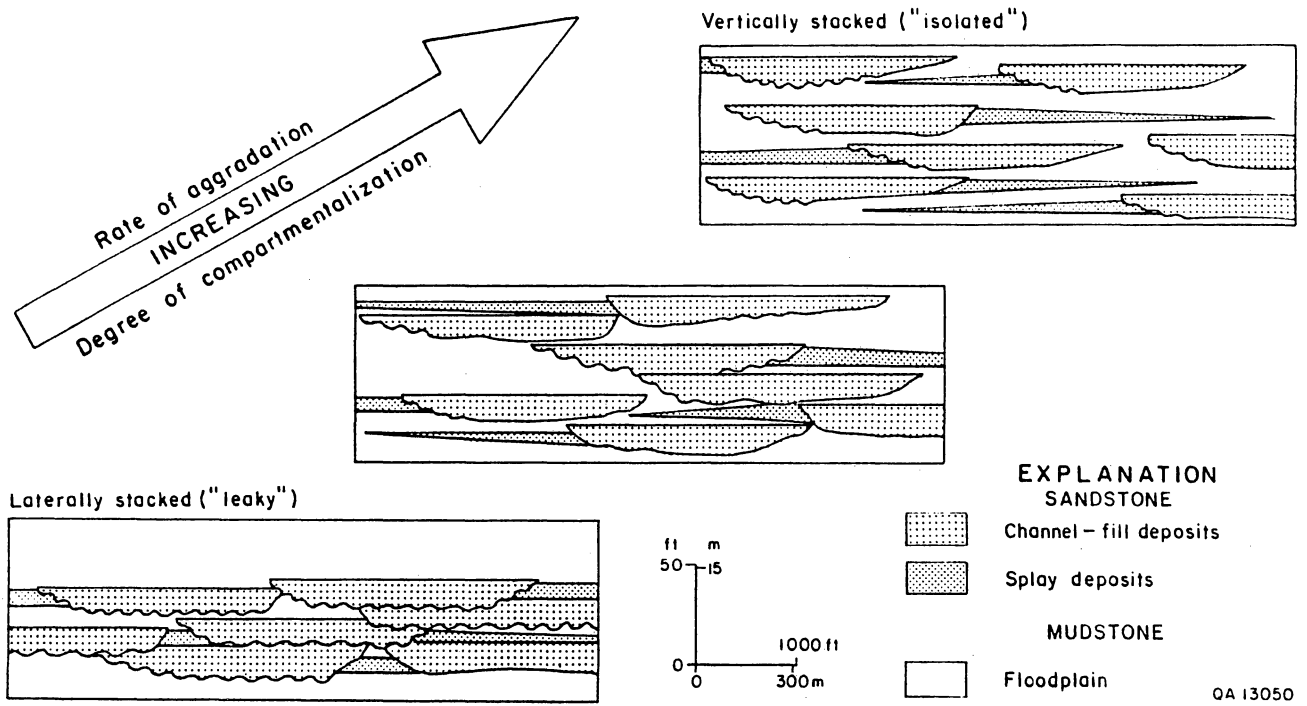 Vertically stacked ("isolated")
Rate of aggradation
INCREASING
Degree of compartmentalization
Laterally stacked ("leaky")
EXPLANATION
SANDSTONE
Channel-fill deposits
Splay deposits
MUDSTONE
Floodplain
ft m
50 15
1000 ft
0
0 300m
QA 13050